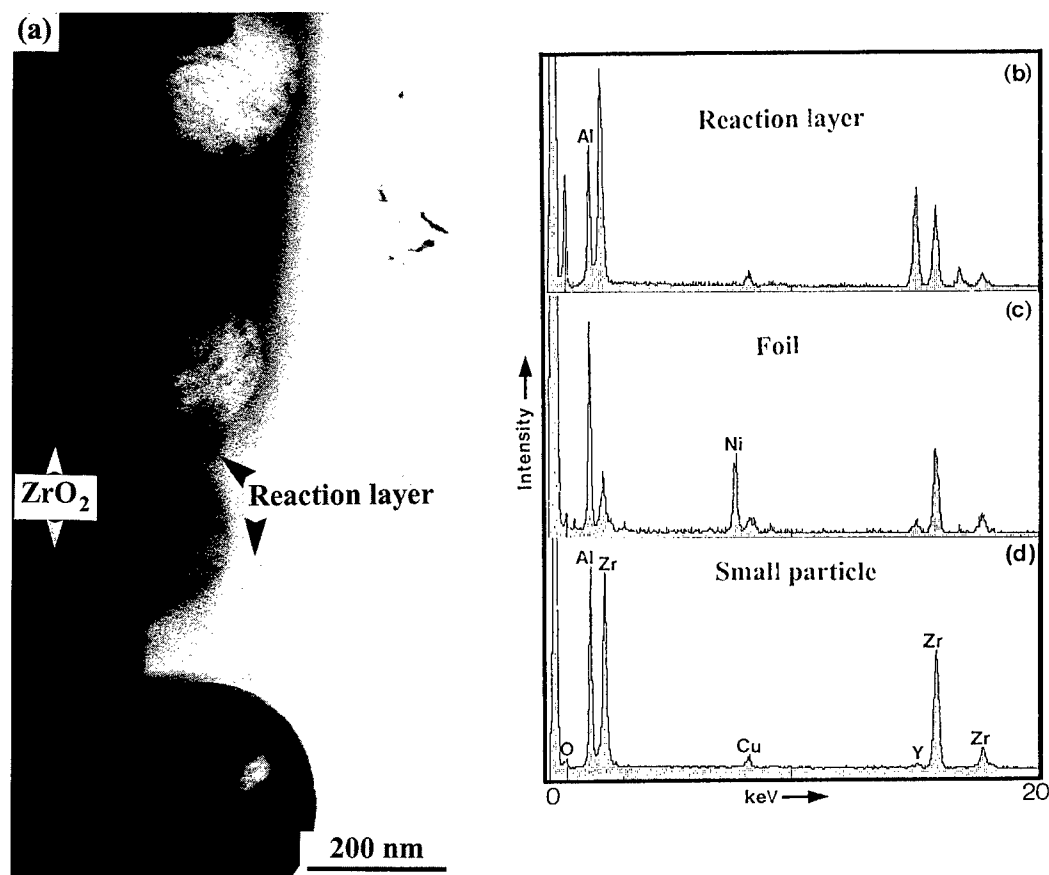 (a)
ZrO2
Reaction layer
200 nm
(b)
Al
Reaction layer
(c)
Foil
Ni
Intensity
(d)
Al
Zr
Small particle
O
Cu
Y
Zr
Zr
0
keV
20